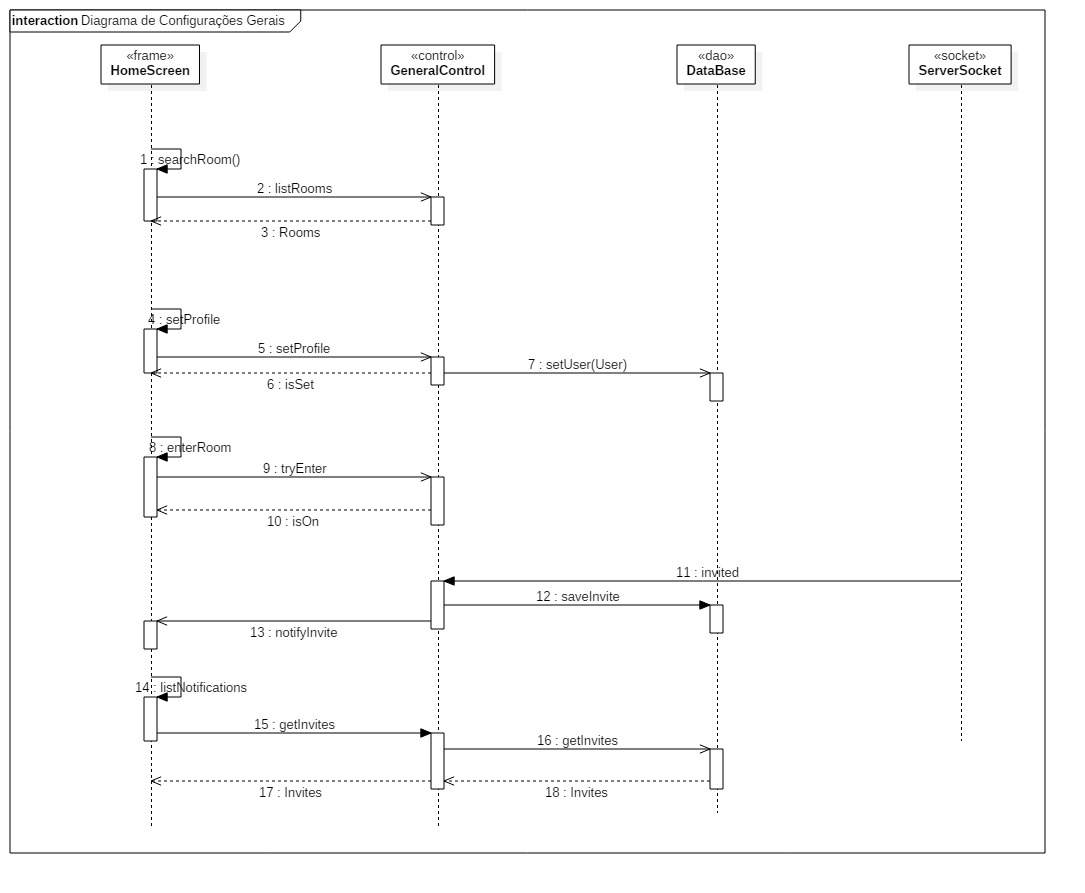 interaction Diagrama de Configurações Gerais
«frame»
HomeScreen
«control»
GeneralControl
«dao»
DataBase
«socket»
ServerSocket
1 : searchRoom()
2 : listRooms
3 : Rooms
4 : setProfile
5 : setProfile
7 : setUser(User)
6 : isSet
8 : enterRoom
9 : tryEnter
10 : isOn
11 : invited
12 : saveInvite
13 : notifyInvite
14 : listNotifications
15 : getInvites
16 : getInvites
17 : Invites
18 : Invites